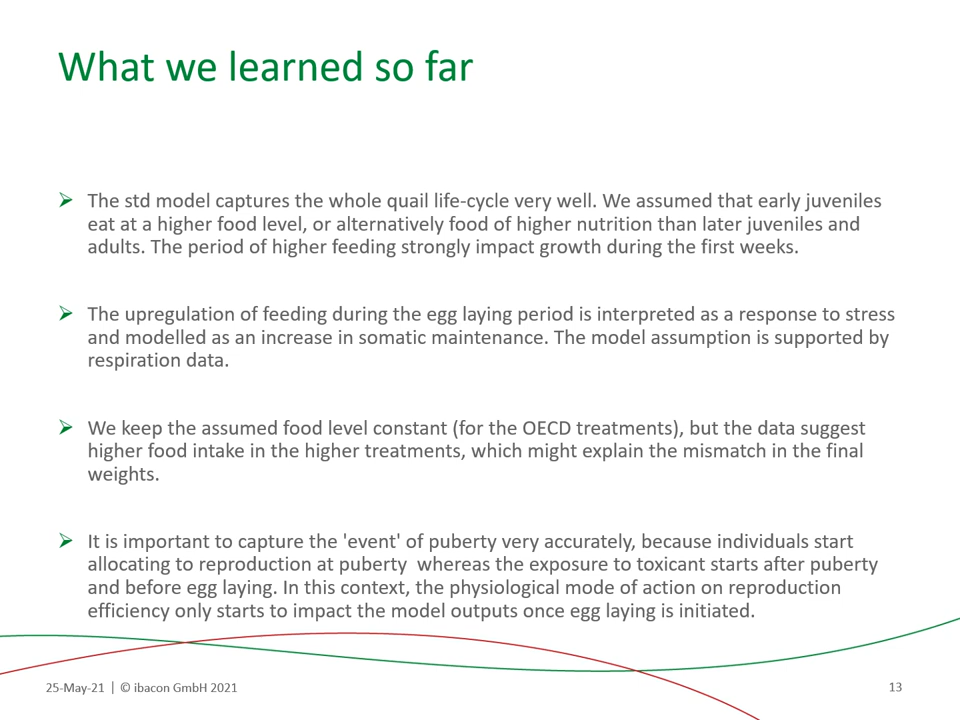 What we learned so far
The std model captures the whole quail life-cycle very well. We assumed that early juveniles
eat at a higher food level, or alternatively food of higher nutrition than later juveniles and
adults. The period of higher feeding strongly impact growth during the first weeks.
The upregulation of feeding during the egg laying period is interpreted as a response to stress
and modelled as an increase in somatic maintenance. The model assumption is supported by
respiration data.
We keep the assumed food level constant (for the OECD treatments), but the data suggest
higher food intake in the higher treatments, which might explain the mismatch in the final
weights.
It is important to capture the 'event' of puberty very accurately, because individuals start
allocating to reproduction at puberty  whereas the exposure to toxicant starts after puberty
and before egg laying. In this context, the physiological mode of action on reproduction
efficiency only starts to impact the model outputs once egg laying is initiated.
25-May-21 | © ibacon GmbH 2021
13